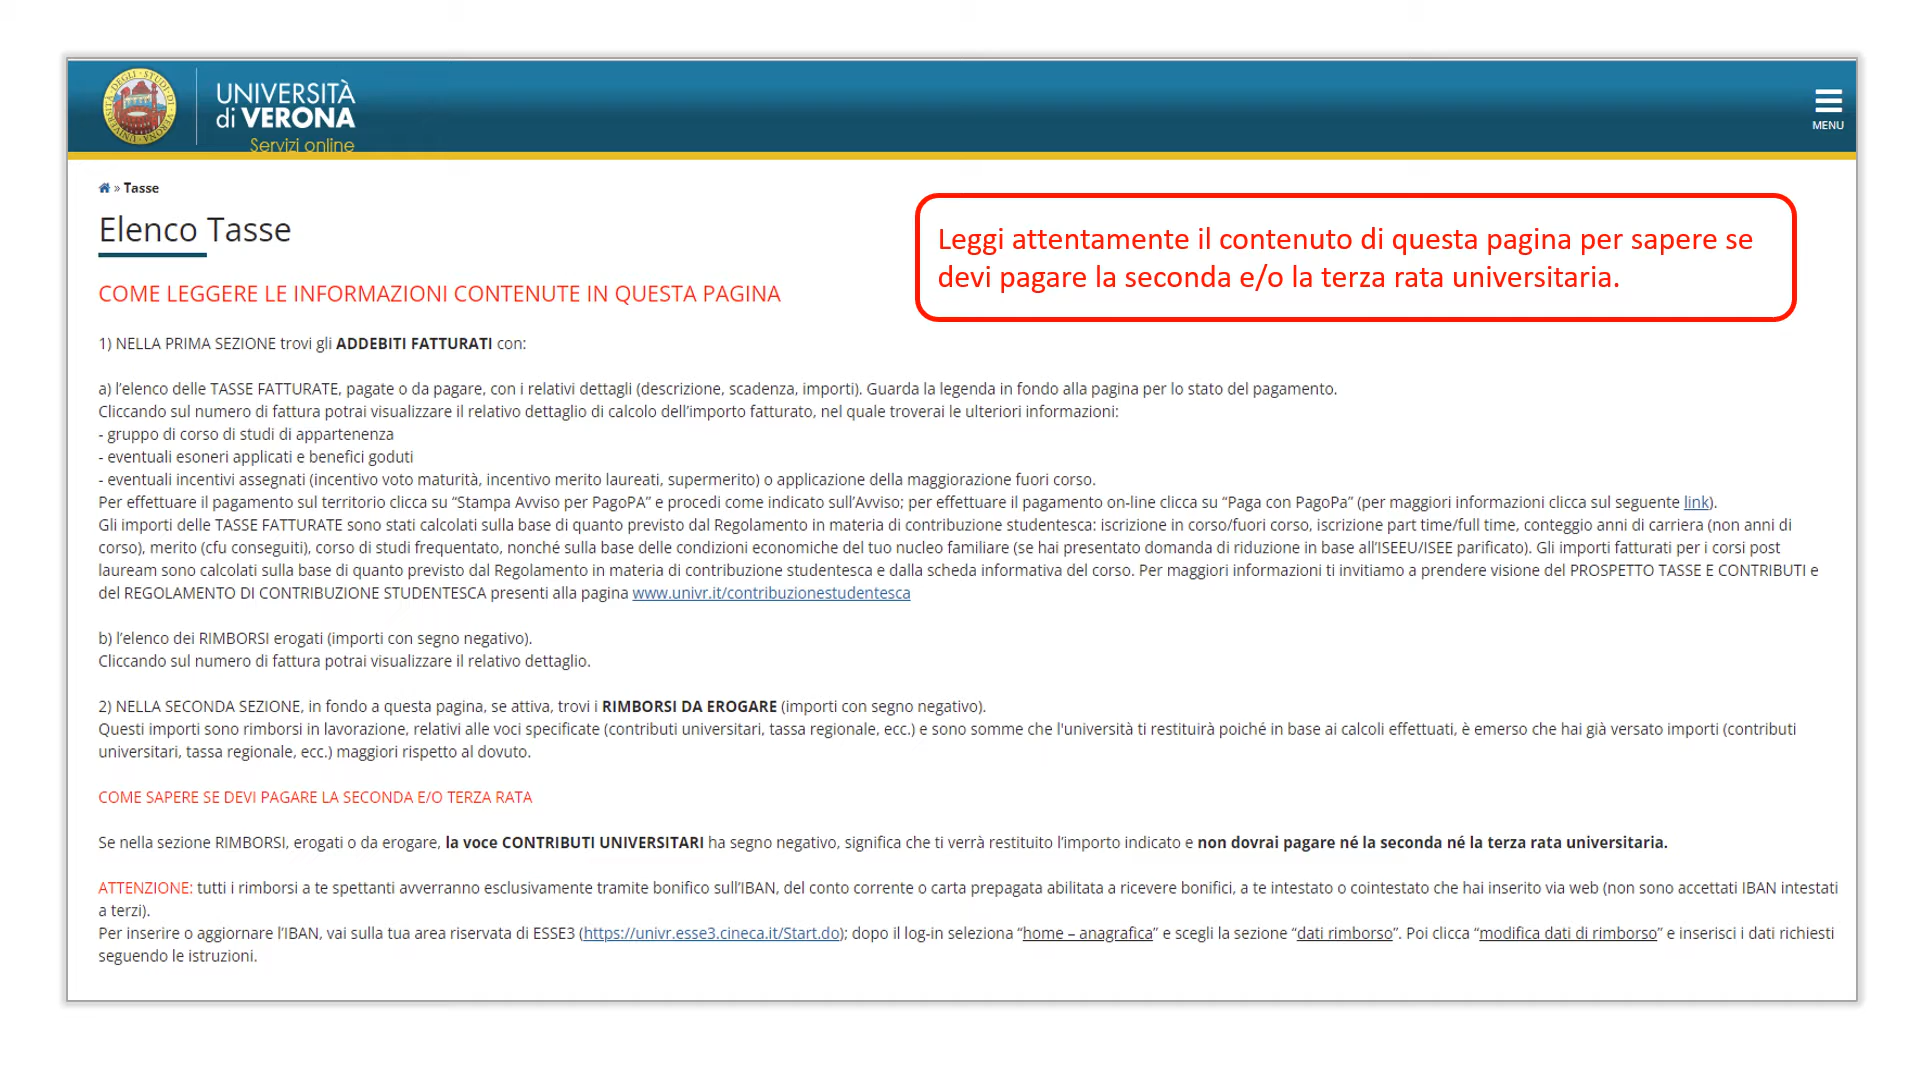 UNIVERSITÀ
di VERONA
Servizi online
MENU
» Tasse
Elenco Tasse
Leggi attentamente il contenuto di questa pagina per sapere se
devi pagare la seconda e/o la terza rata universitaria.
COME LEGGERE LE INFORMAZIONI CONTENUTE IN QUESTA PAGINA
1) NELLA PRIMA SEZIONE trovi gli ADDEBITI FATTURATI con:
a) l’elenco delle TASSE FATTURATE, pagate o da pagare, con i relativi dettagli (descrizione, scadenza, importi). Guarda la legenda in fondo alla pagina per lo stato del pagamento.
Cliccando sul numero di fattura potrai visualizzare il relativo dettaglio di calcolo dell’importo fatturato, nel quale troverai le ulteriori informazioni:
- gruppo di corso di studi di appartenenza
- eventuali esoneri applicati e benefici goduti
- eventuali incentivi assegnati (incentivo voto maturità, incentivo merito laureati, supermerito) o applicazione della maggiorazione fuori corso.
Per effettuare il pagamento sul territorio clicca su “Stampa Avviso per PagoPA” e procedi come indicato sull’Avviso; per effettuare il pagamento on-line clicca su “Paga con PagoPa” (per maggiori informazioni clicca sul seguente link).
Gli importi delle TASSE FATTURATE sono stati calcolati sulla base di quanto previsto dal Regolamento in materia di contribuzione studentesca: iscrizione in corso/fuori corso, iscrizione part time/full time, conteggio anni di carriera (non anni di
corso), merito (cfu conseguiti), corso di studi frequentato, nonché sulla base delle condizioni economiche del tuo nucleo familiare (se hai presentato domanda di riduzione in base all’ISEEU/ISEE parificato). Gli importi fatturati per i corsi post
lauream sono calcolati sulla base di quanto previsto dal Regolamento in materia di contribuzione studentesca e dalla scheda informativa del corso. Per maggiori informazioni ti invitiamo a prendere visione del PROSPETTO TASSE E CONTRIBUTI e
del REGOLAMENTO DI CONTRIBUZIONE STUDENTESCA presenti alla pagina www.univr.it/contribuzionestudentesca
b) l’elenco dei RIMBORSI erogati (importi con segno negativo).
Cliccando sul numero di fattura potrai visualizzare il relativo dettaglio.
2) NELLA SECONDA SEZIONE, in fondo a questa pagina, se attiva, trovi i RIMBORSI DA EROGARE (importi con segno negativo).
Questi importi sono rimborsi in lavorazione, relativi alle voci specificate (contributi universitari, tassa regionale, ecc.) e sono somme che l'università ti restituirà poiché in base ai calcoli effettuati, è emerso che hai già versato importi (contributi
universitari, tassa regionale, ecc.) maggiori rispetto al dovuto.
COME SAPERE SE DEVI PAGARE LA SECONDA E/O TERZA RATA
Se nella sezione RIMBORSI, erogati o da erogare, la voce CONTRIBUTI UNIVERSITARI ha segno negativo, significa che ti verrà restituito l’importo indicato e non dovrai pagare né la seconda né la terza rata universitaria.
ATTENZIONE: tutti i rimborsi a te spettanti avverranno esclusivamente tramite bonifico sull’IBAN, del conto corrente o carta prepagata abilitata a ricevere bonifici, a te intestato o cointestato che hai inserito via web (non sono accettati IBAN intestati
a terzi).
Per inserire o aggiornare l’IBAN, vai sulla tua area riservata di ESSE3 (https://univr.esse3.cineca.it/Start.do); dopo il log-in seleziona “home – anagrafica” e scegli la sezione “dati rimborso”. Poi clicca “modifica dati di rimborso” e inserisci i dati richiesti
seguendo le istruzioni.